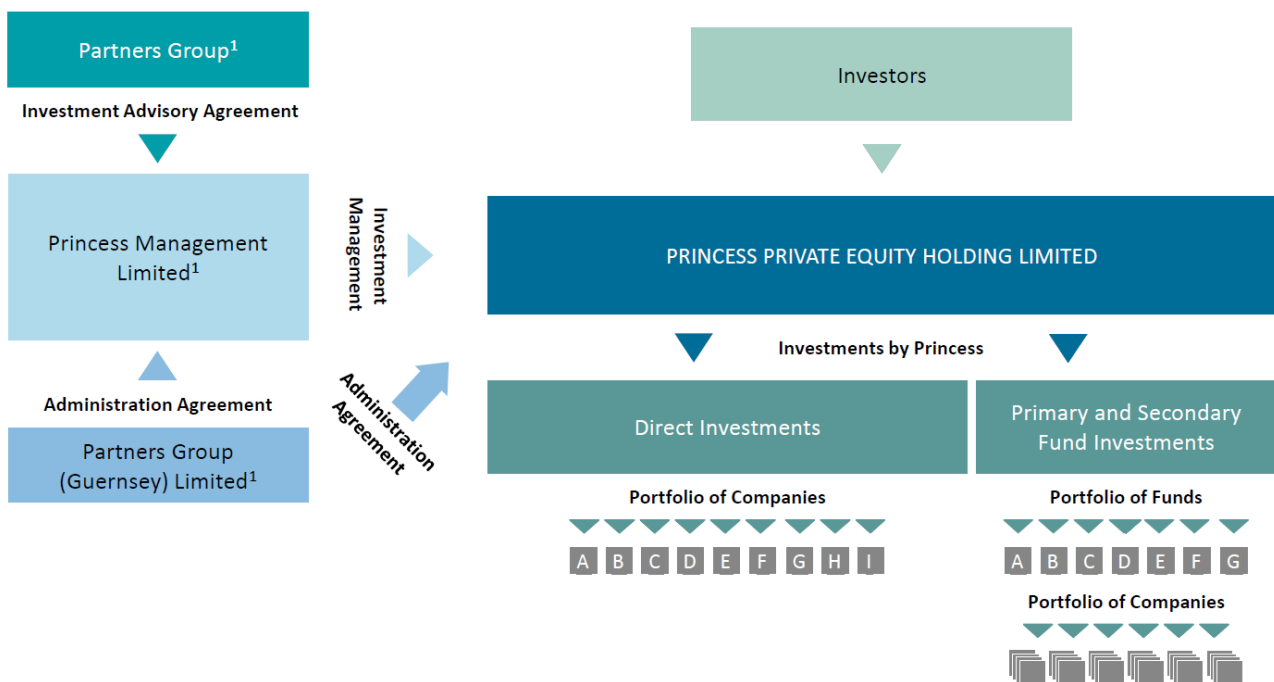 Partners Group¹
Investment Advisory Agreement
Princess Management
Limited¹
Administration Agreement
Partners Group
(Guernsey) Limited¹
Investment
Management
Administration
Agreement
Investors
PRINCESS PRIVATE EQUITY HOLDING LIMITED
Investments by Princess
Direct Investments
Primary and Secondary
Fund Investments
Portfolio of Companies
A B C D E F G H I
Portfolio of Funds
A B C D E F G
Portfolio of Companies